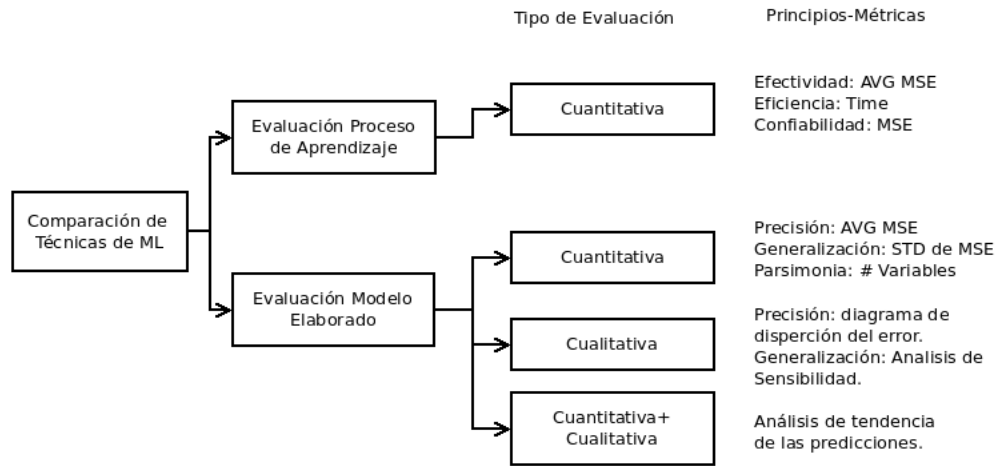 Tipo de Evaluación
Principios-Métricas
Comparación de
Técnicas de ML
Evaluación Proceso
de Aprendizaje
Cuantitativa
Efectividad: AVG MSE
Eficiencia: Time
Confiabilidad: MSE
Evaluación Modelo
Elaborado
Cuantitativa
Precisión: AVG MSE
Generalización: STD de MSE
Parsimonia: # Variables
Cualitativa
Precisión: diagrama de
disperción del error.
Generalización: Analisis de
Sensibilidad.
Cuantitativa+
Cualitativa
Análisis de tendencia
de las predicciones.